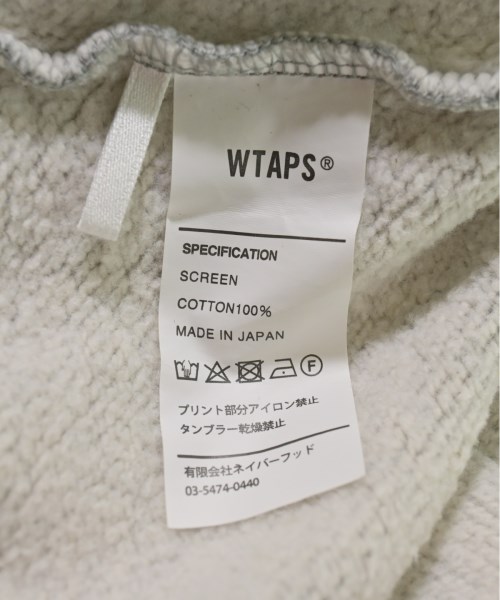 WTAPS®
SPECIFICATION
SCREEN
COTTON100%
MADE IN JAPAN
F
プリント部分アイロン禁止
タンブラー乾燥禁止
有限会社ネイバーフッド
03-5474-0440